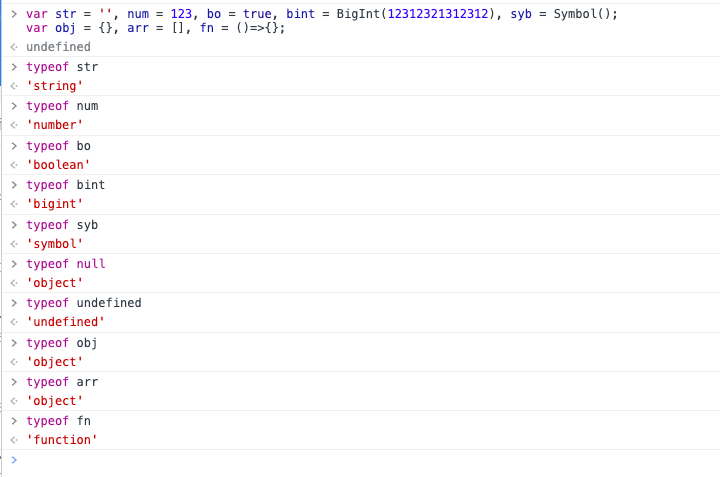 > var str = '', num = 123, bo = true, bint = BigInt(12312321312312), syb = Symbol();
var obj = {}, arr = [], fn = ()=>{};
undefined
> typeof str
'string'
> typeof num
'number'
> typeof bo
'boolean'
> typeof bint
'bigint'
> typeof syb
'symbol'
> typeof null
'object'
> typeof undefined
'undefined'
> typeof obj
'object'
> typeof arr
'object'
> typeof fn
'function'
>